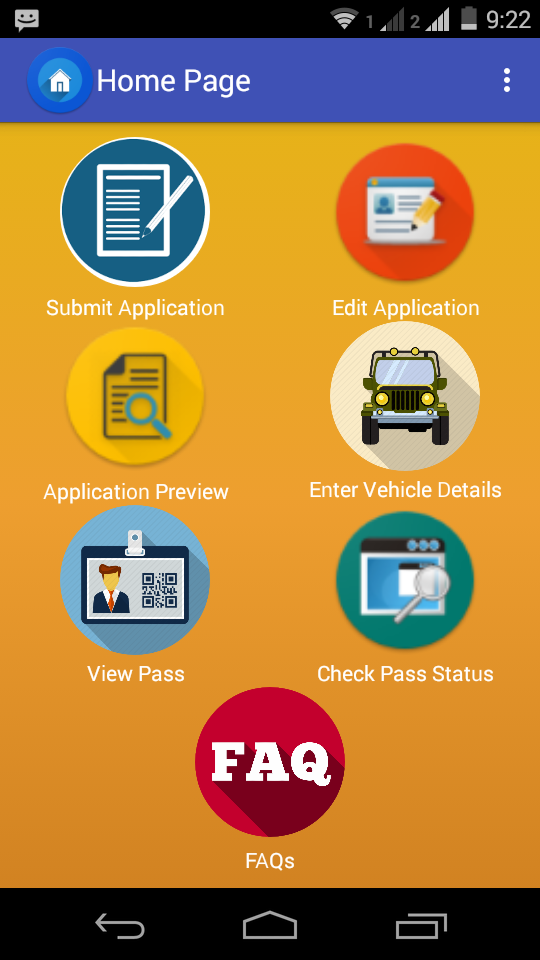 1 2 9:22
Home Page
Submit Application
Edit Application
Application Preview
Enter Vehicle Details
View Pass
Check Pass Status
FAQ
FAQs